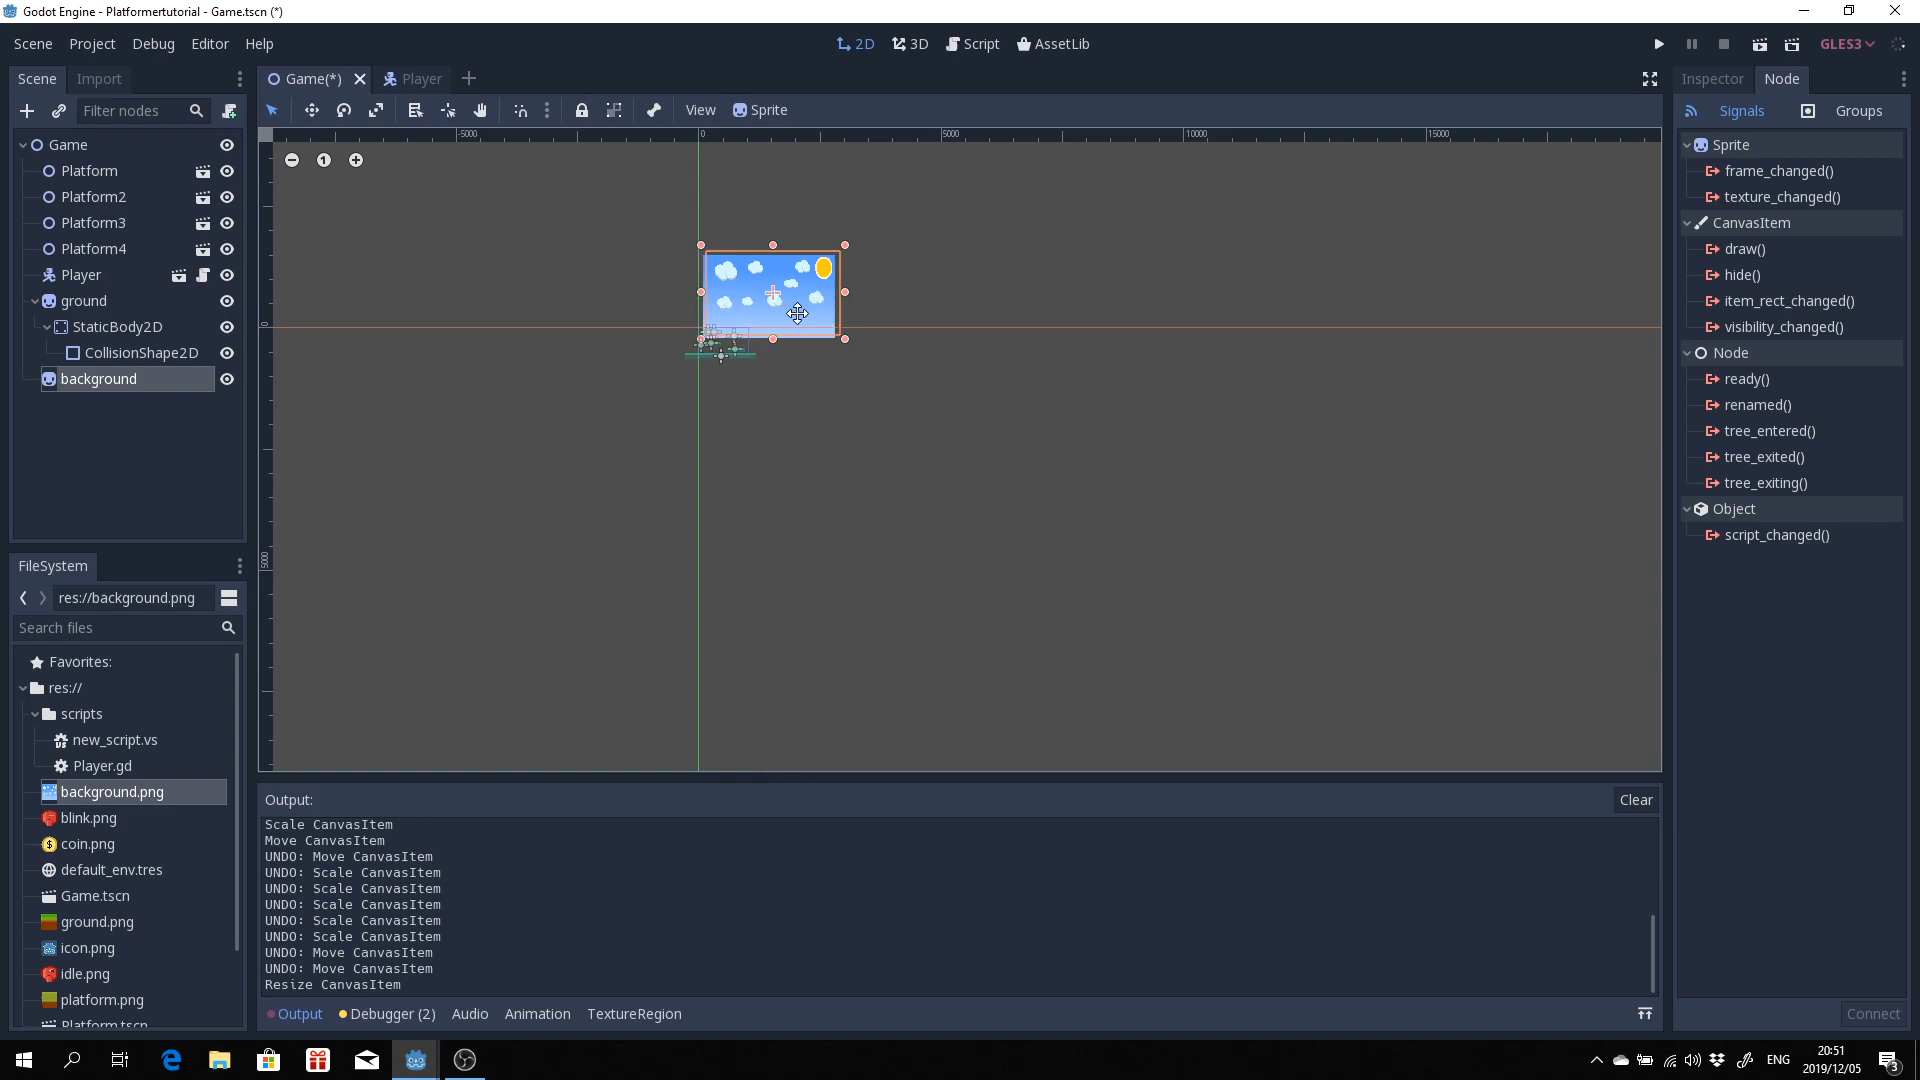 Godot Engine - Platformertutorial - Game.tscn (*)
Scene Project Debug Editor Help
2D 3D Script AssetLib
GLES3
Scene Import
Game(*) Player
Inspector Node
Filter nodes
View Sprite
Signals Groups
-5000 0 5000 10000 15000
0
5000
1
Game
Platform
Platform2
Platform3
Platform4
Player
ground
StaticBody2D
CollisionShape2D
background
Sprite
frame_changed()
texture_changed()
CanvasItem
draw()
hide()
item_rect_changed()
visibility_changed()
Node
ready()
renamed()
tree_entered()
tree_exited()
tree_exiting()
Object
script_changed()
Connect
FileSystem
res://background.png
Search files
Favorites:
res://
scripts
new_script.vs
Player.gd
background.png
blink.png
coin.png
default_env.tres
Game.tscn
ground.png
icon.png
idle.png
platform.png
Platform.tscn
Output:
Clear
Scale CanvasItem
Move CanvasItem
UNDO: Move CanvasItem
UNDO: Scale CanvasItem
UNDO: Scale CanvasItem
UNDO: Scale CanvasItem
UNDO: Scale CanvasItem
UNDO: Scale CanvasItem
UNDO: Move CanvasItem
UNDO: Move CanvasItem
Resize CanvasItem
Output Debugger (2) Audio Animation TextureRegion
ENG
20:51
2019/12/05
3